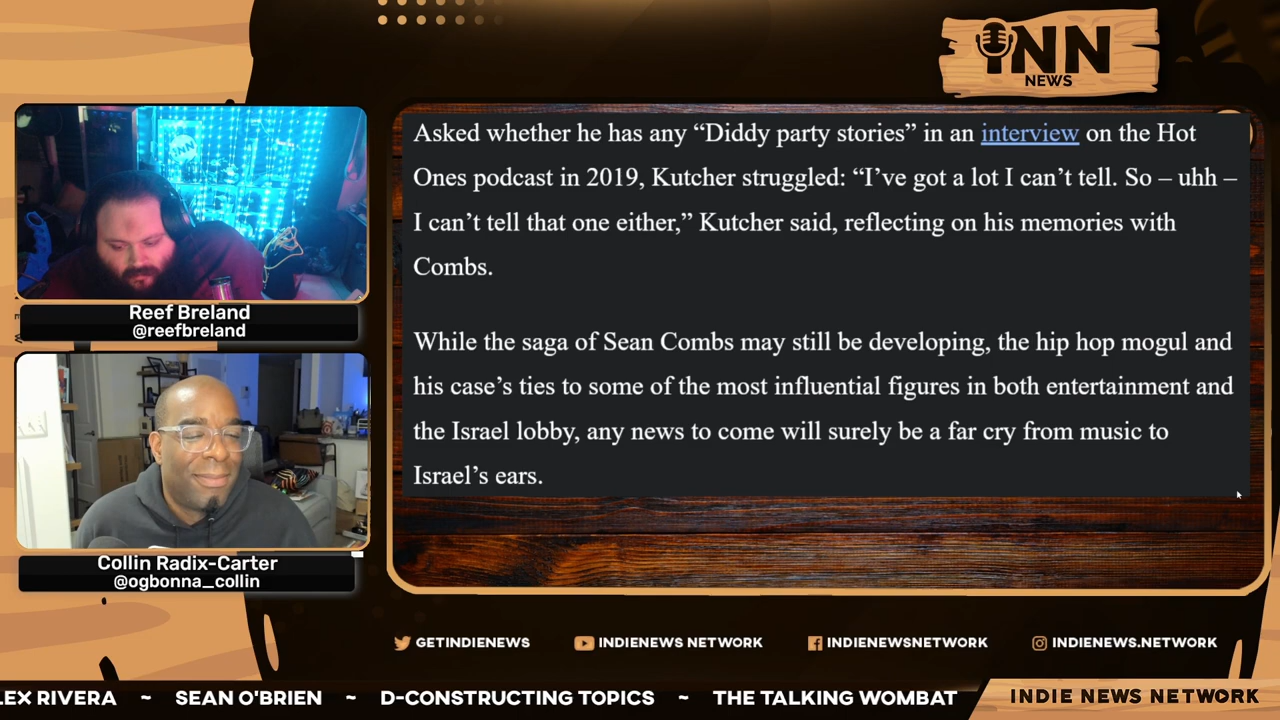 INN
NEWS
Asked whether he has any “Diddy party stories” in an interview on the Hot
Ones podcast in 2019, Kutcher struggled: “I’ve got a lot I can’t tell. So – uhh –
I can’t tell that one either,” Kutcher said, reflecting on his memories with
Combs.
While the saga of Sean Combs may still be developing, the hip hop mogul and
his case’s ties to some of the most influential figures in both entertainment and
the Israel lobby, any news to come will surely be a far cry from music to
Israel’s ears.
Reef Breland
@reefbreland
Collin Radix-Carter
@ogbonna_collin
GETINDIENEWS
INDIENEWS NETWORK
INDIENEWSNETWORK
INDIENEWS.NETWORK
LEX RIVERA ~ SEAN O'BRIEN ~ D-CONSTRUCTING TOPICS ~ THE TALKING WOMBAT
INDIE NEWS NETWORK